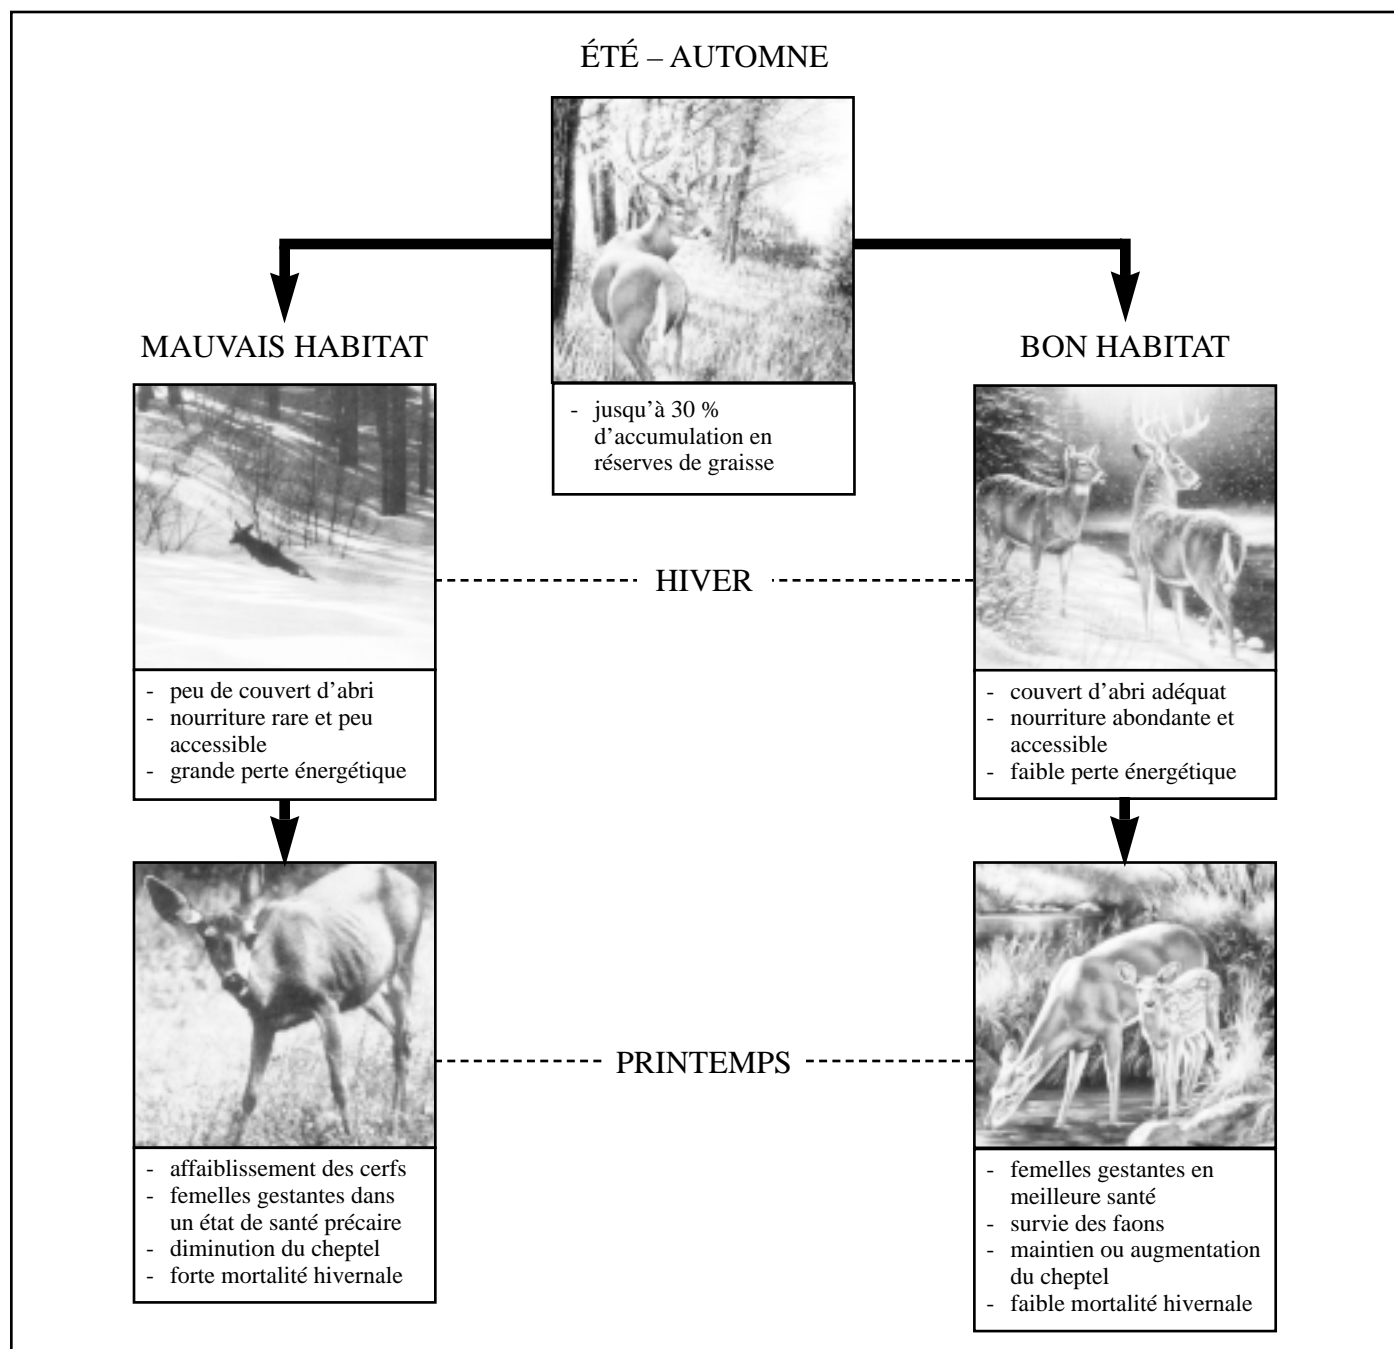 ÉTÉ – AUTOMNE
MAUVAIS HABITAT
BON HABITAT
- jusqu'à 30 %
d'accumulation en
réserves de graisse
HIVER
- peu de couvert d'abri
- nourriture rare et peu
accessible
- grande perte énergétique
- couvert d'abri adéquat
- nourriture abondante et
accessible
- faible perte énergétique
PRINTEMPS
- affaiblissement des cerfs
- femelles gestantes dans
un état de santé précaire
- diminution du cheptel
- forte mortalité hivernale
- femelles gestantes en
meilleure santé
- survie des faons
- maintien ou augmentation
du cheptel
- faible mortalité hivernale